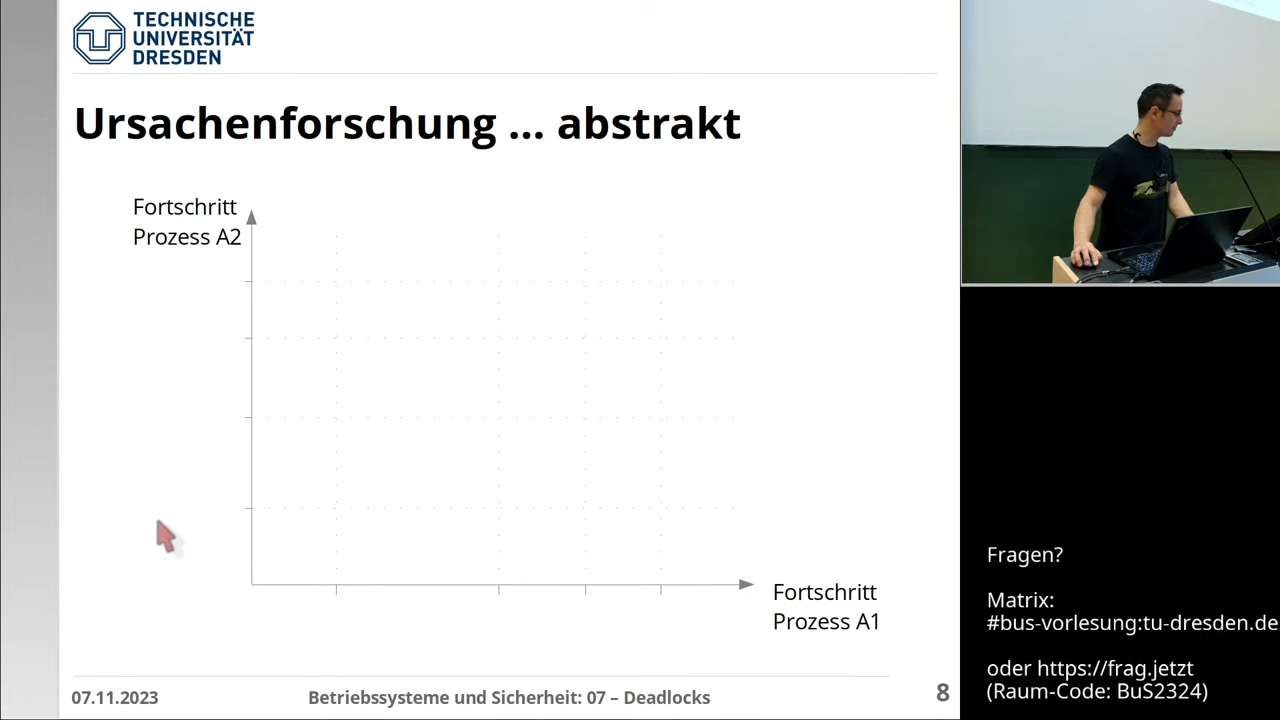 TECHNISCHE
UNIVERSITÄT
DRESDEN
Ursachenforschung ... abstrakt
Fortschritt
Prozess A2
Fortschritt
Prozess A1
07.11.2023
Betriebssysteme und Sicherheit: 07 – Deadlocks
8
Fragen?
Matrix:
#bus-vorlesung:tu-dresden.de
oder https://frag.jetzt
(Raum-Code: BuS2324)